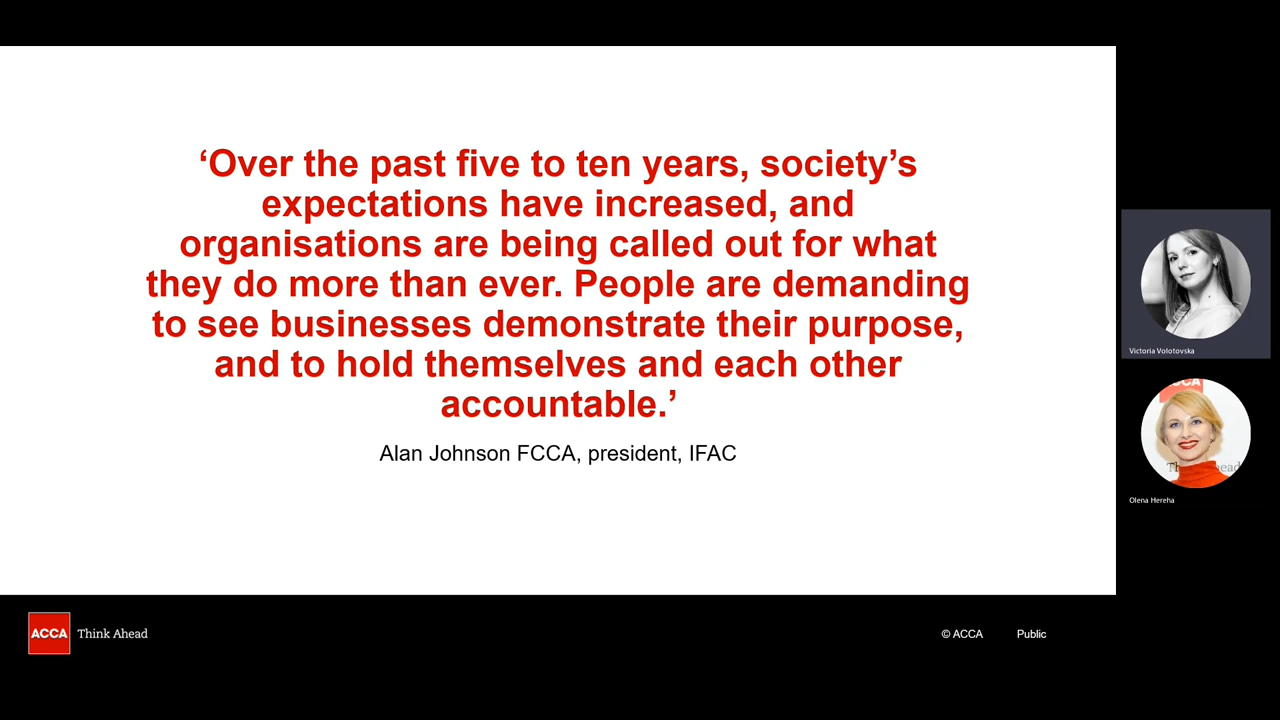 ‘Over the past five to ten years, society’s
expectations have increased, and
organisations are being called out for what
they do more than ever. People are demanding
to see businesses demonstrate their purpose,
and to hold themselves and each other
accountable.’
Alan Johnson FCCA, president, IFAC
Victoria Volotovska
Olena Hereha
ACCA Think Ahead
© ACCA Public